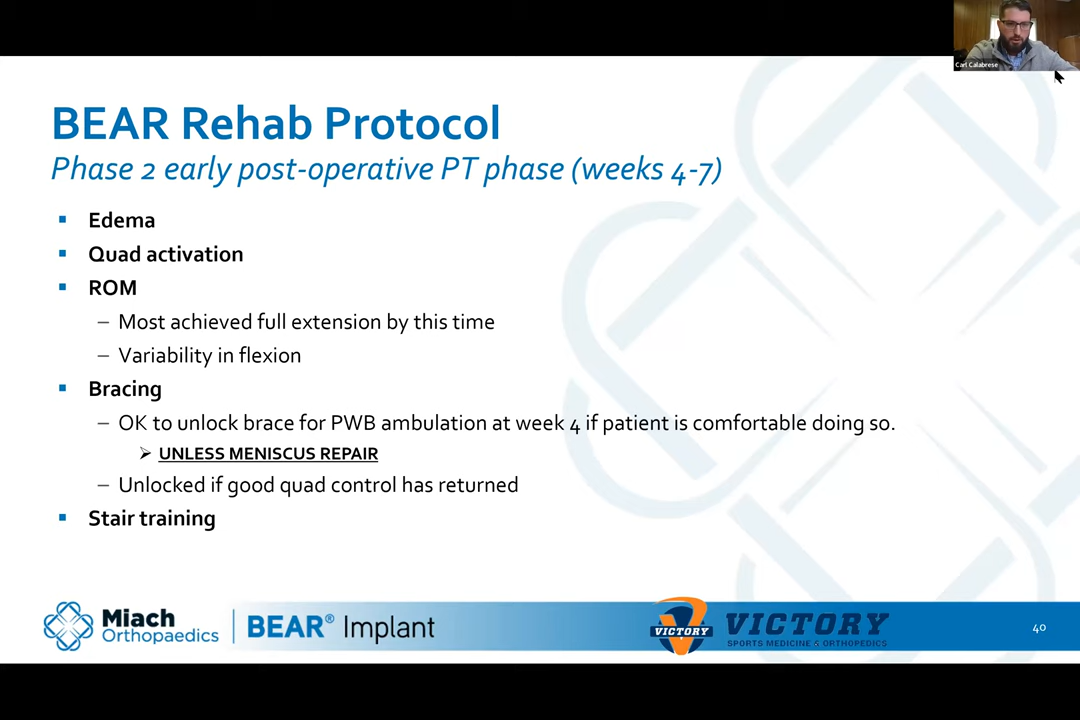 Carl Calabrese
BEAR Rehab Protocol
Phase 2 early post-operative PT phase (weeks 4-7)
▪ Edema
▪ Quad activation
▪ ROM
– Most achieved full extension by this time
– Variability in flexion
▪ Bracing
– OK to unlock brace for PWB ambulation at week 4 if patient is comfortable doing so.
➢ UNLESS MENISCUS REPAIR
– Unlocked if good quad control has returned
▪ Stair training
Miach
Orthopaedics
BEAR® Implant
VICTORY
VICTORY
SPORTS MEDICINE & ORTHOPEDICS
40